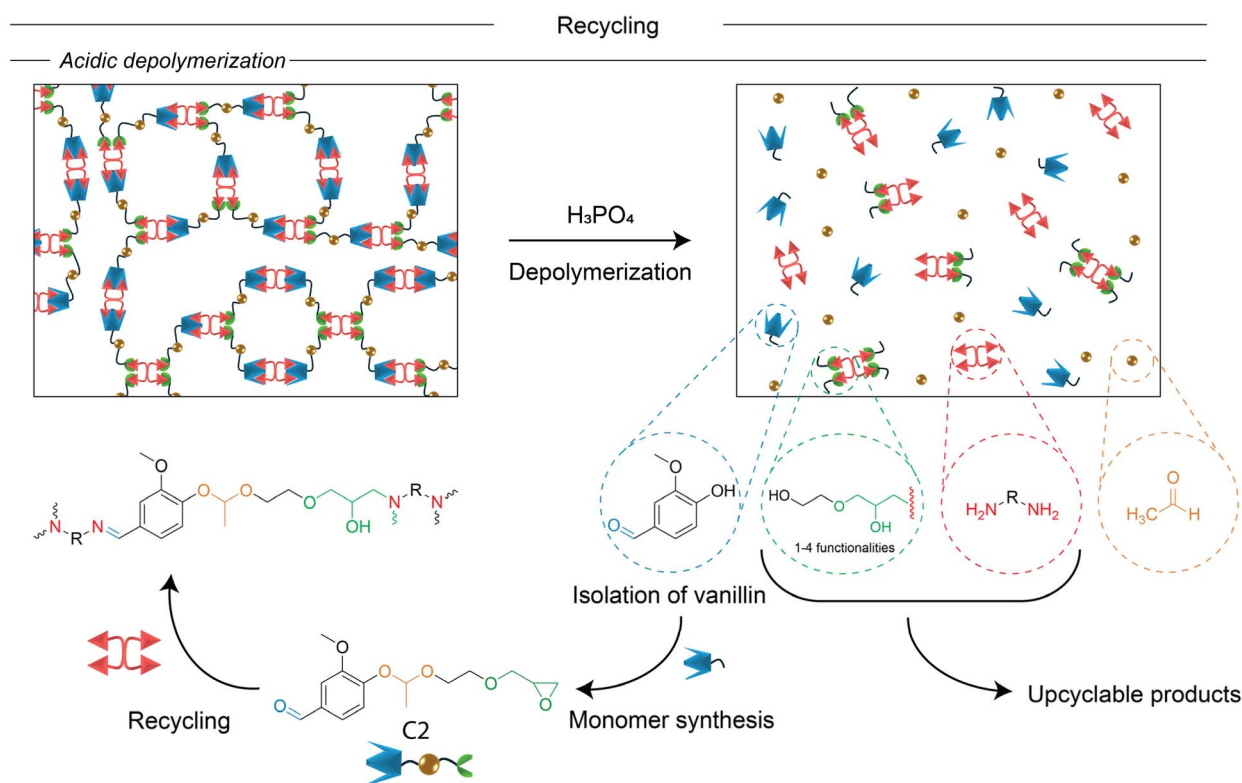 Recycling
Acidic depolymerization
H₃PO₄
Depolymerization
O
O
O
O
OH
N
R
N
N
N
R
N
O
OH
O
HO
O
OH
1-4 functionalities
H₂N
R
NH₂
O
H₃C
H
Isolation of vanillin
O
O
O
O
O
O
C2
Recycling
Monomer synthesis
Upcyclable products